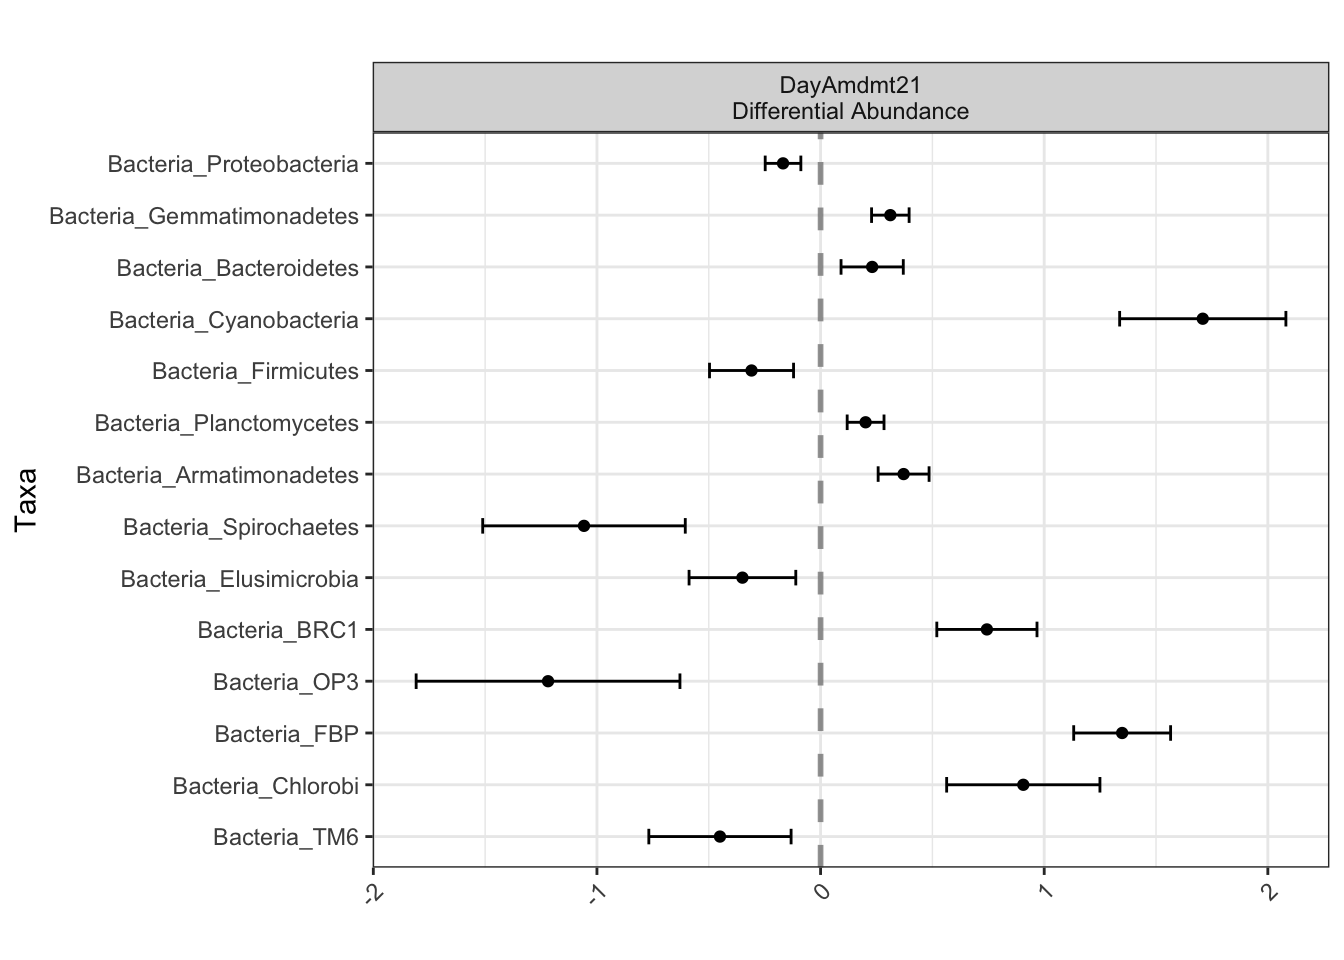 DayAmdmt21
Differential Abundance
Bacteria_Proteobacteria
Bacteria_Gemmatimonadetes
Bacteria_Bacteroidetes
Bacteria_Cyanobacteria
Bacteria_Firmicutes
Bacteria_Planctomycetes
Bacteria_Armatimonadetes
Bacteria_Spirochaetes
Bacteria_Elusimicrobia
Bacteria_BRC1
Bacteria_OP3
Bacteria_FBP
Bacteria_Chlorobi
Bacteria_TM6
Taxa
-2 -1 0 1 2